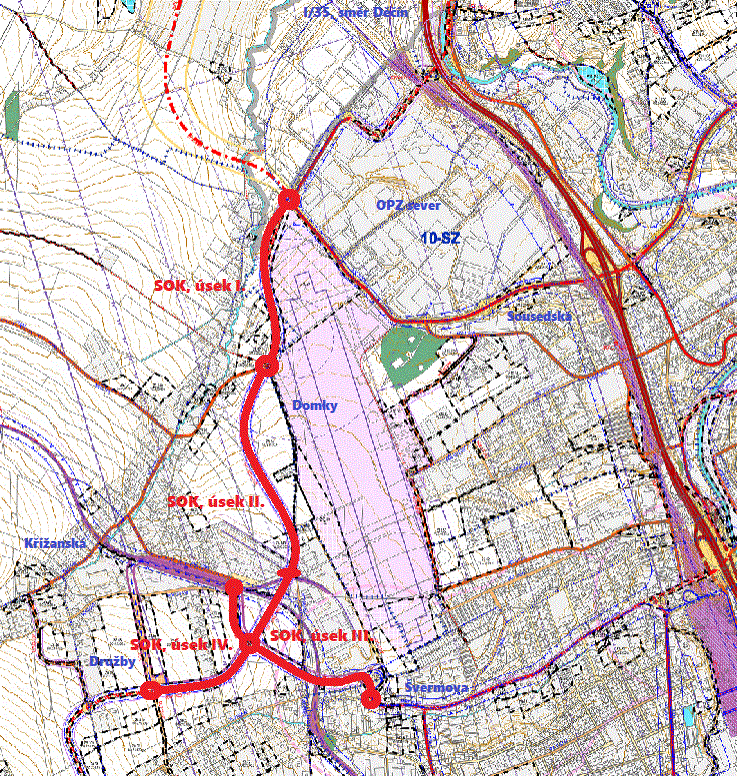 I/35, směr Děčín
OPZ sever
10-SZ
SOK, úsek I.
Sousedská
Domky
SOK, úsek II.
Křižanská
SOK, úsek IV.
SOK, úsek III.
Družby
Švermova